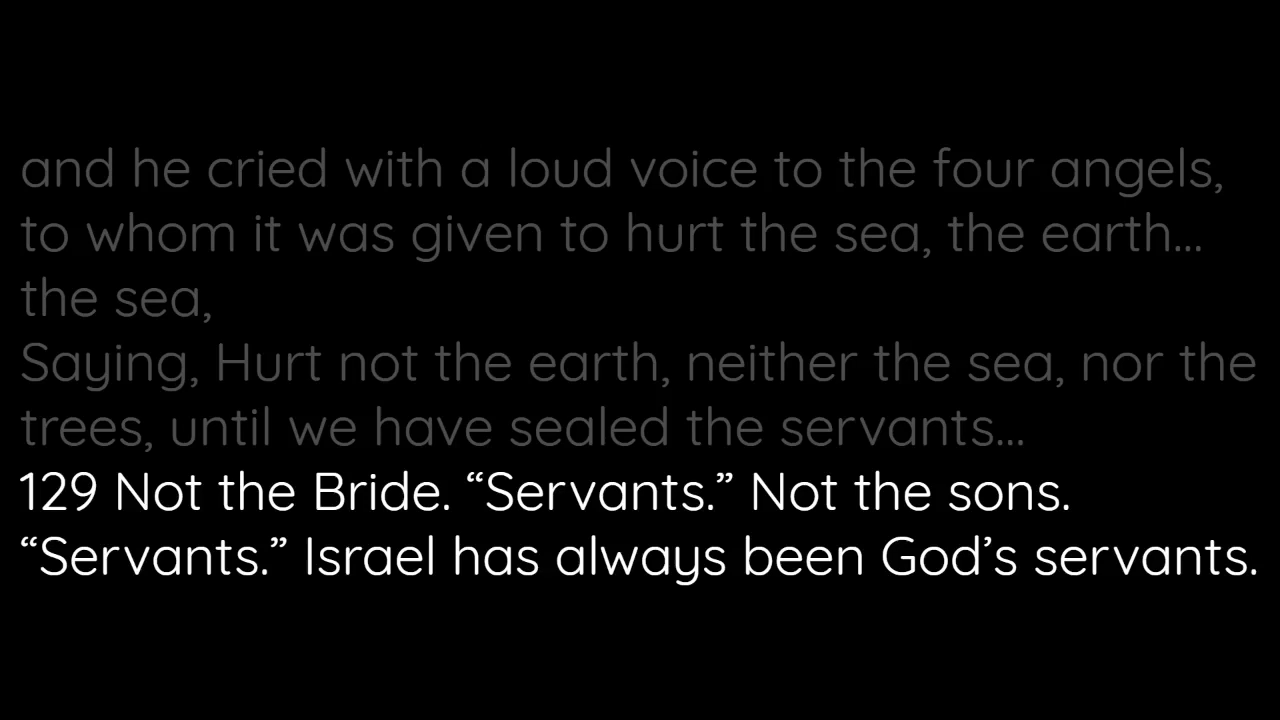 and he cried with a loud voice to the four angels,
to whom it was given to hurt the sea, the earth...
the sea,
Saying, Hurt not the earth, neither the sea, nor the
trees, until we have sealed the servants...
129 Not the Bride. “Servants.” Not the sons.
“Servants.” Israel has always been God’s servants.